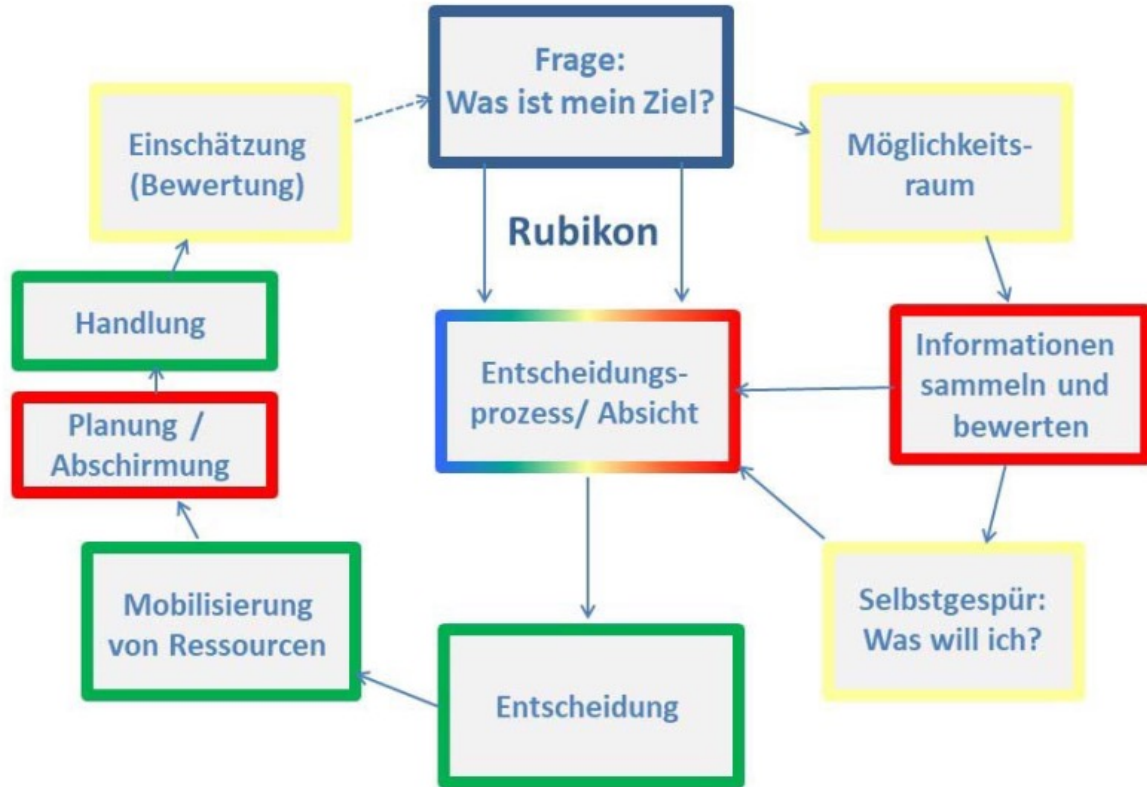 Frage:
Was ist mein Ziel?
Einschätzung
(Bewertung)
Möglichkeits-
raum
Rubikon
Handlung
Entscheidungs-
prozess/ Absicht
Informationen
sammeln und
bewerten
Planung /
Abschirmung
Mobilisierung
von Ressourcen
Selbstgespür:
Was will ich?
Entscheidung